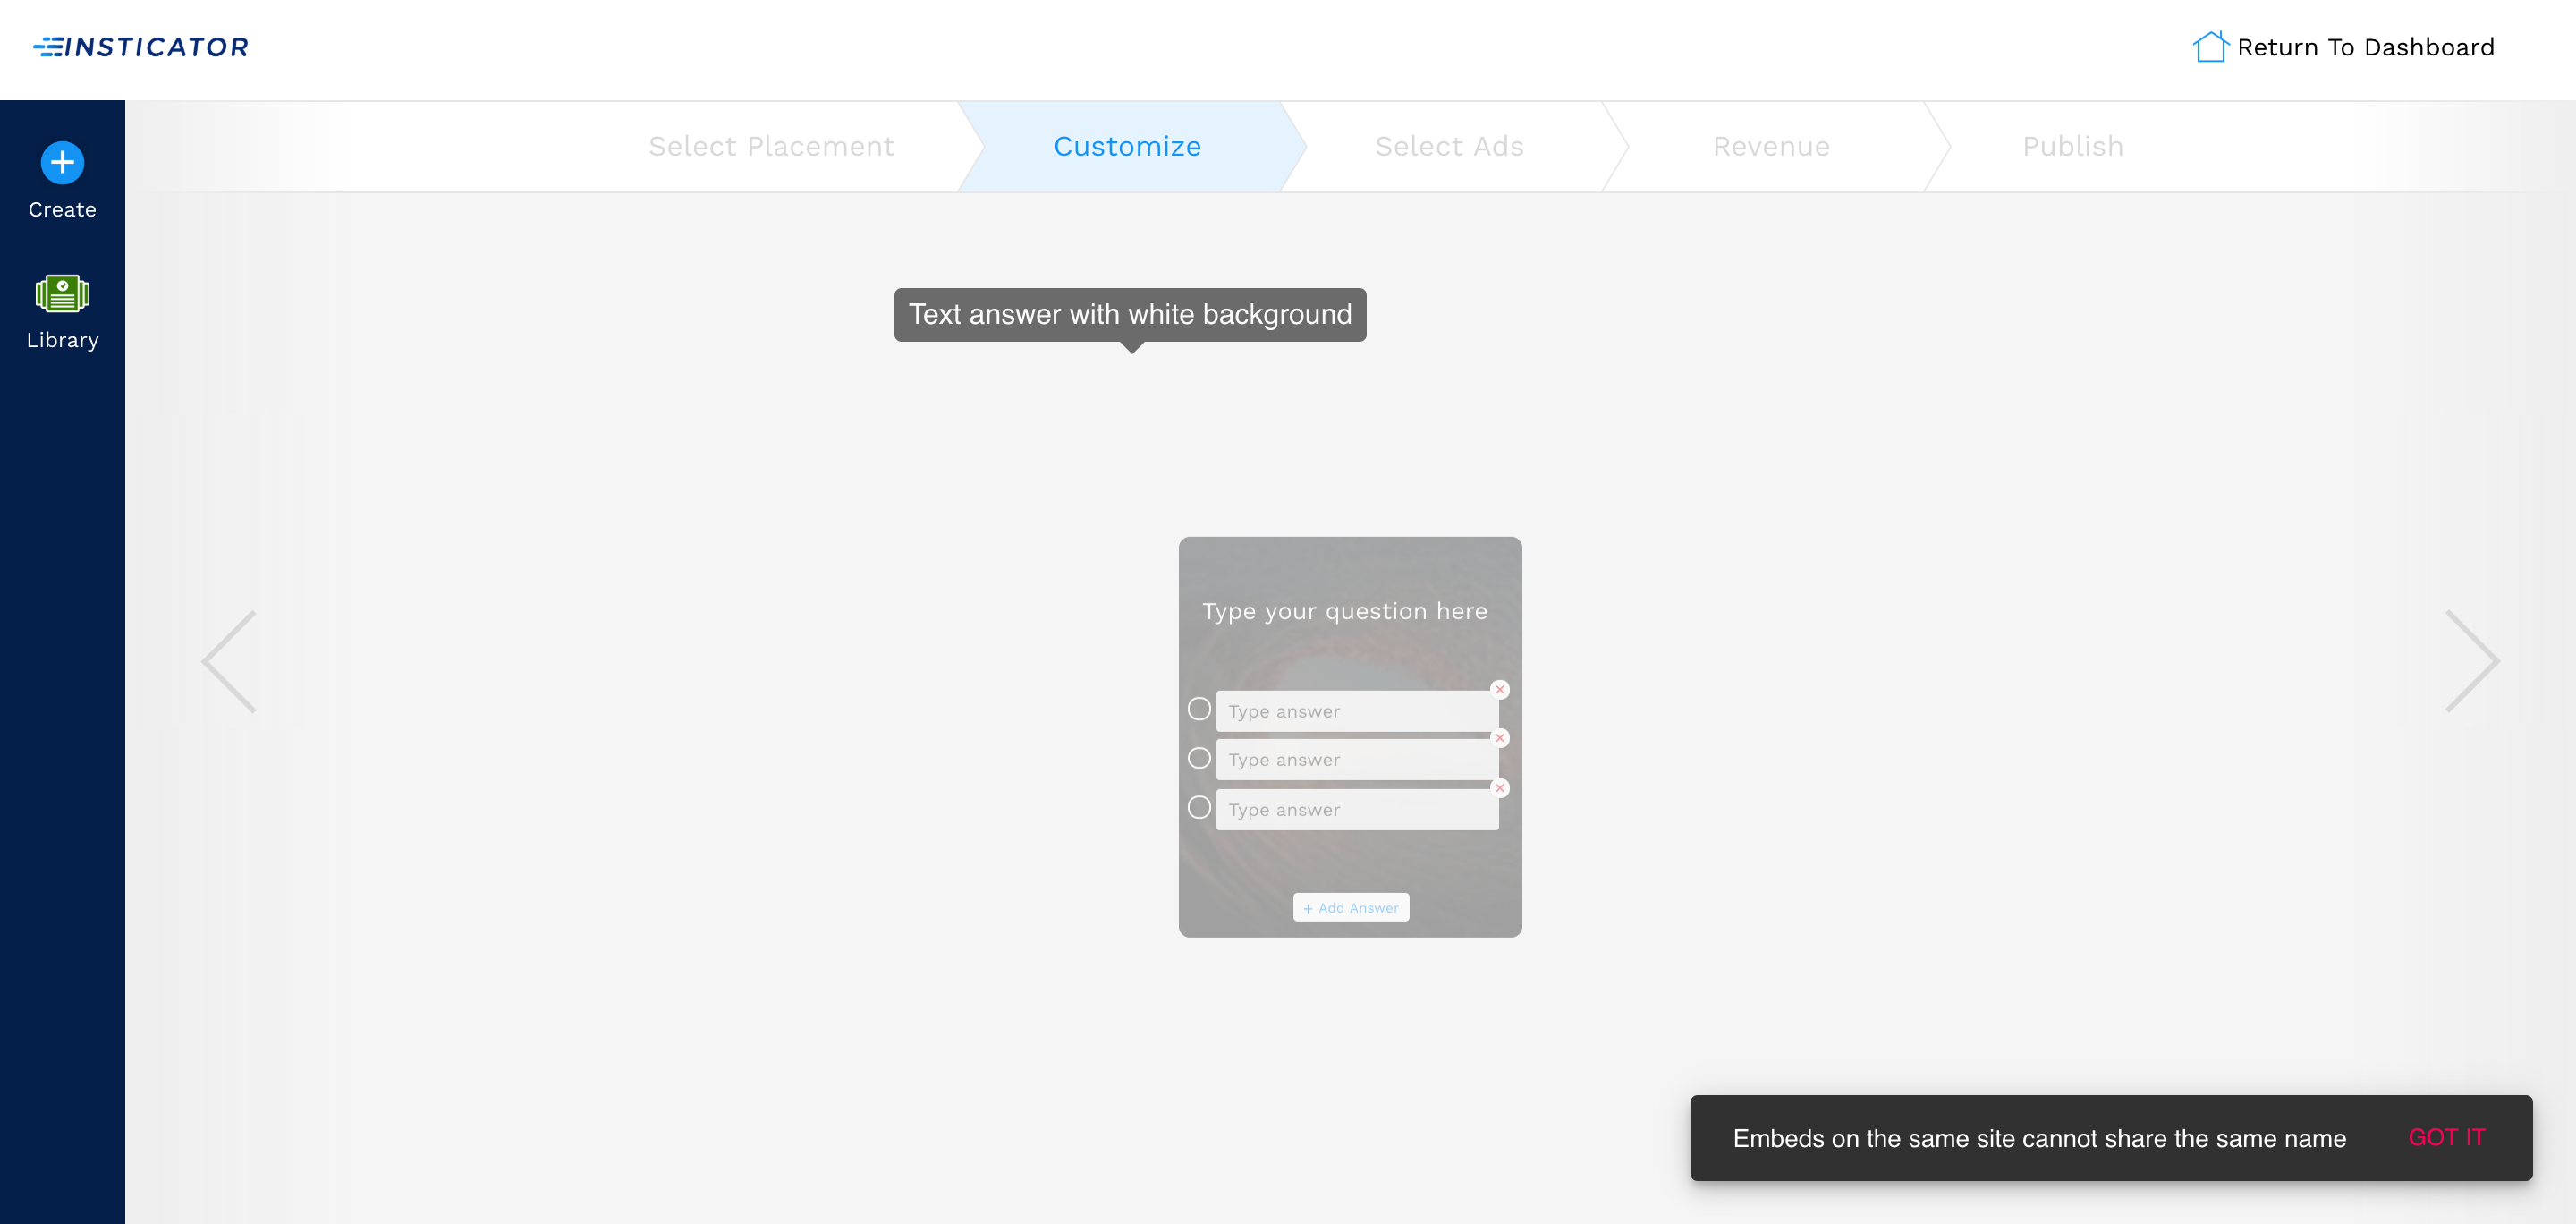 INSTICATOR
Return To Dashboard
Select Placement
Customize
Select Ads
Revenue
Publish
Create
Library
Text answer with white background
Type your question here
Type answer
Type answer
Type answer
+ Add Answer
Embeds on the same site cannot share the same name
GOT IT